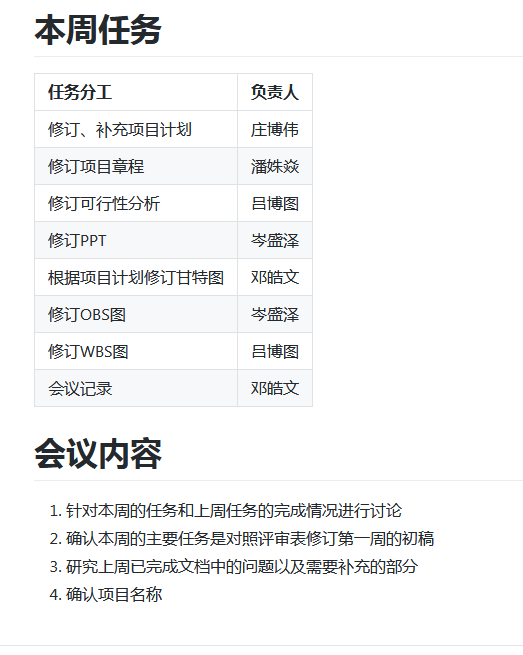 本周任务
任务分工 负责人
修订、补充项目计划 庄博伟
修订项目章程 潘姝焱
修订可行性分析 吕博图
修订PPT 岑盛泽
根据项目计划修订甘特图 邓皓文
修订OBS图 岑盛泽
修订WBS图 吕博图
会议记录 邓皓文
会议内容
1. 针对本周的任务和上周任务的完成情况进行讨论
2. 确认本周的主要任务是对照评审表修订第一周的初稿
3. 研究上周已完成文档中的问题以及需要补充的部分
4. 确认项目名称